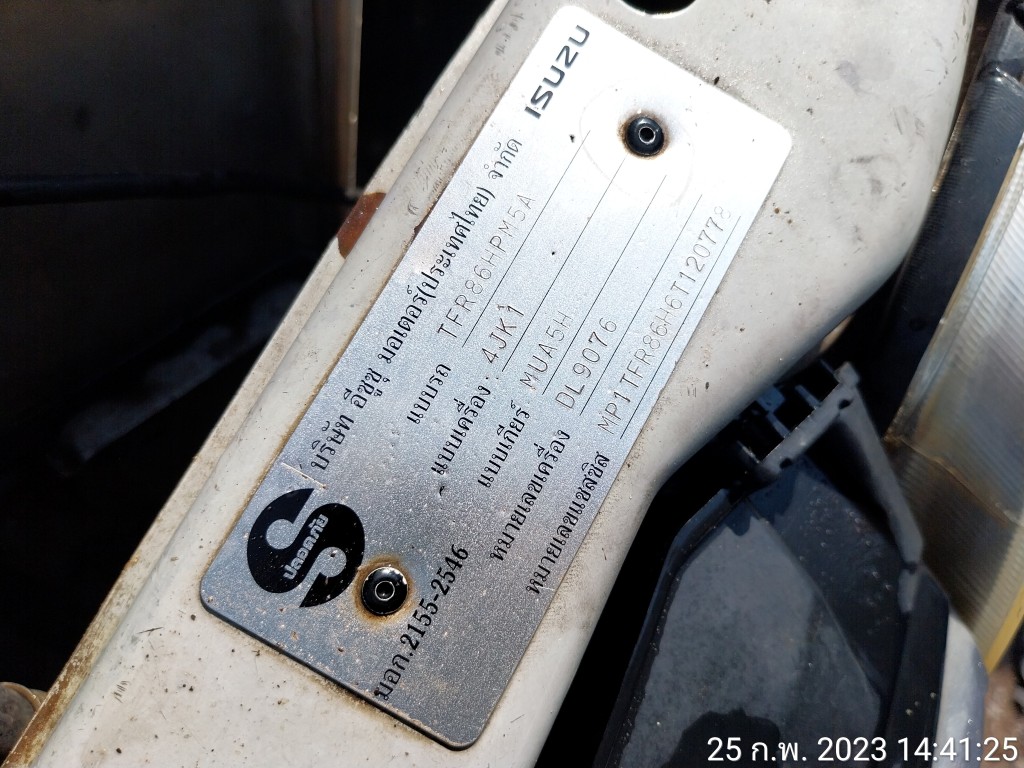 ISUZU
บริษัท อีซูซุ มอเตอร์(ประเทศไทย) จำกัด
แบบรถ TFR86HPM5A
แบบเครื่อง : 4JK1
แบบเกียร์ MUA5H
หมายเลขเครื่อง DL9076
หมายเลขแชสซิส MP1TFR86H6T120778
ปลอดภัย
มอก.2155-2546
25 ก.พ. 2023 14:41:25